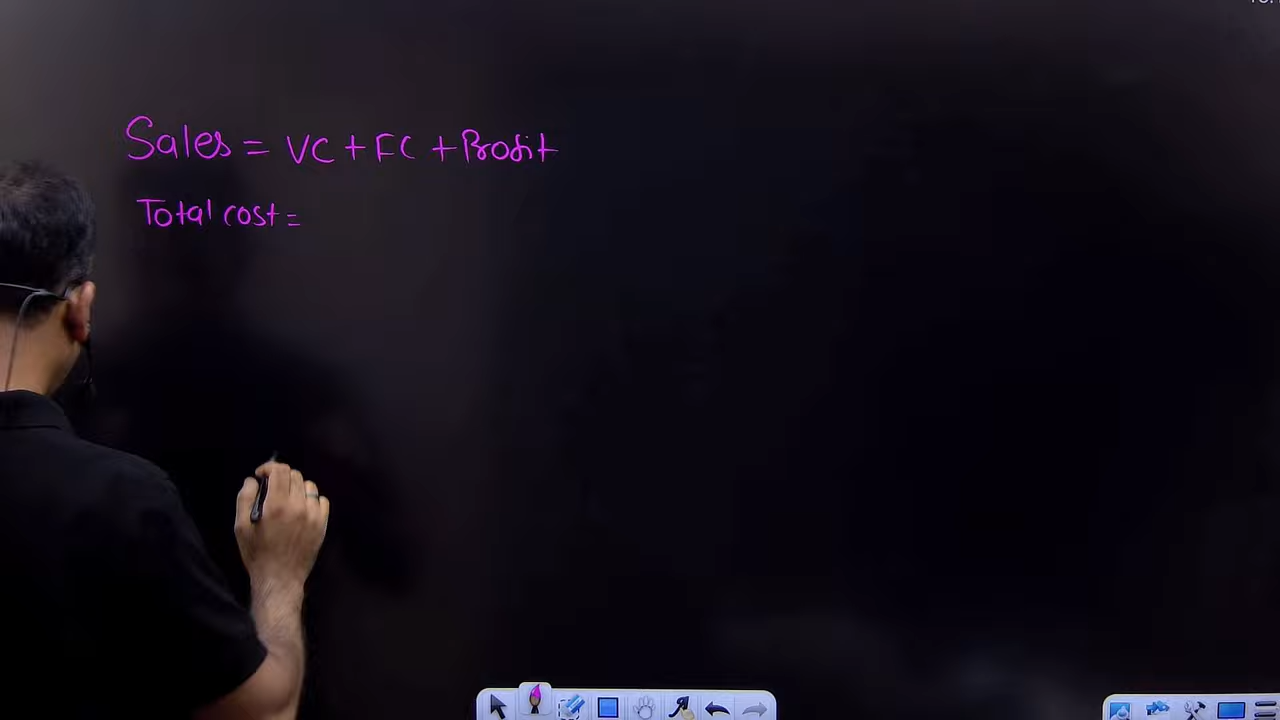 Sales = VC + FC + Profit
Total cost =